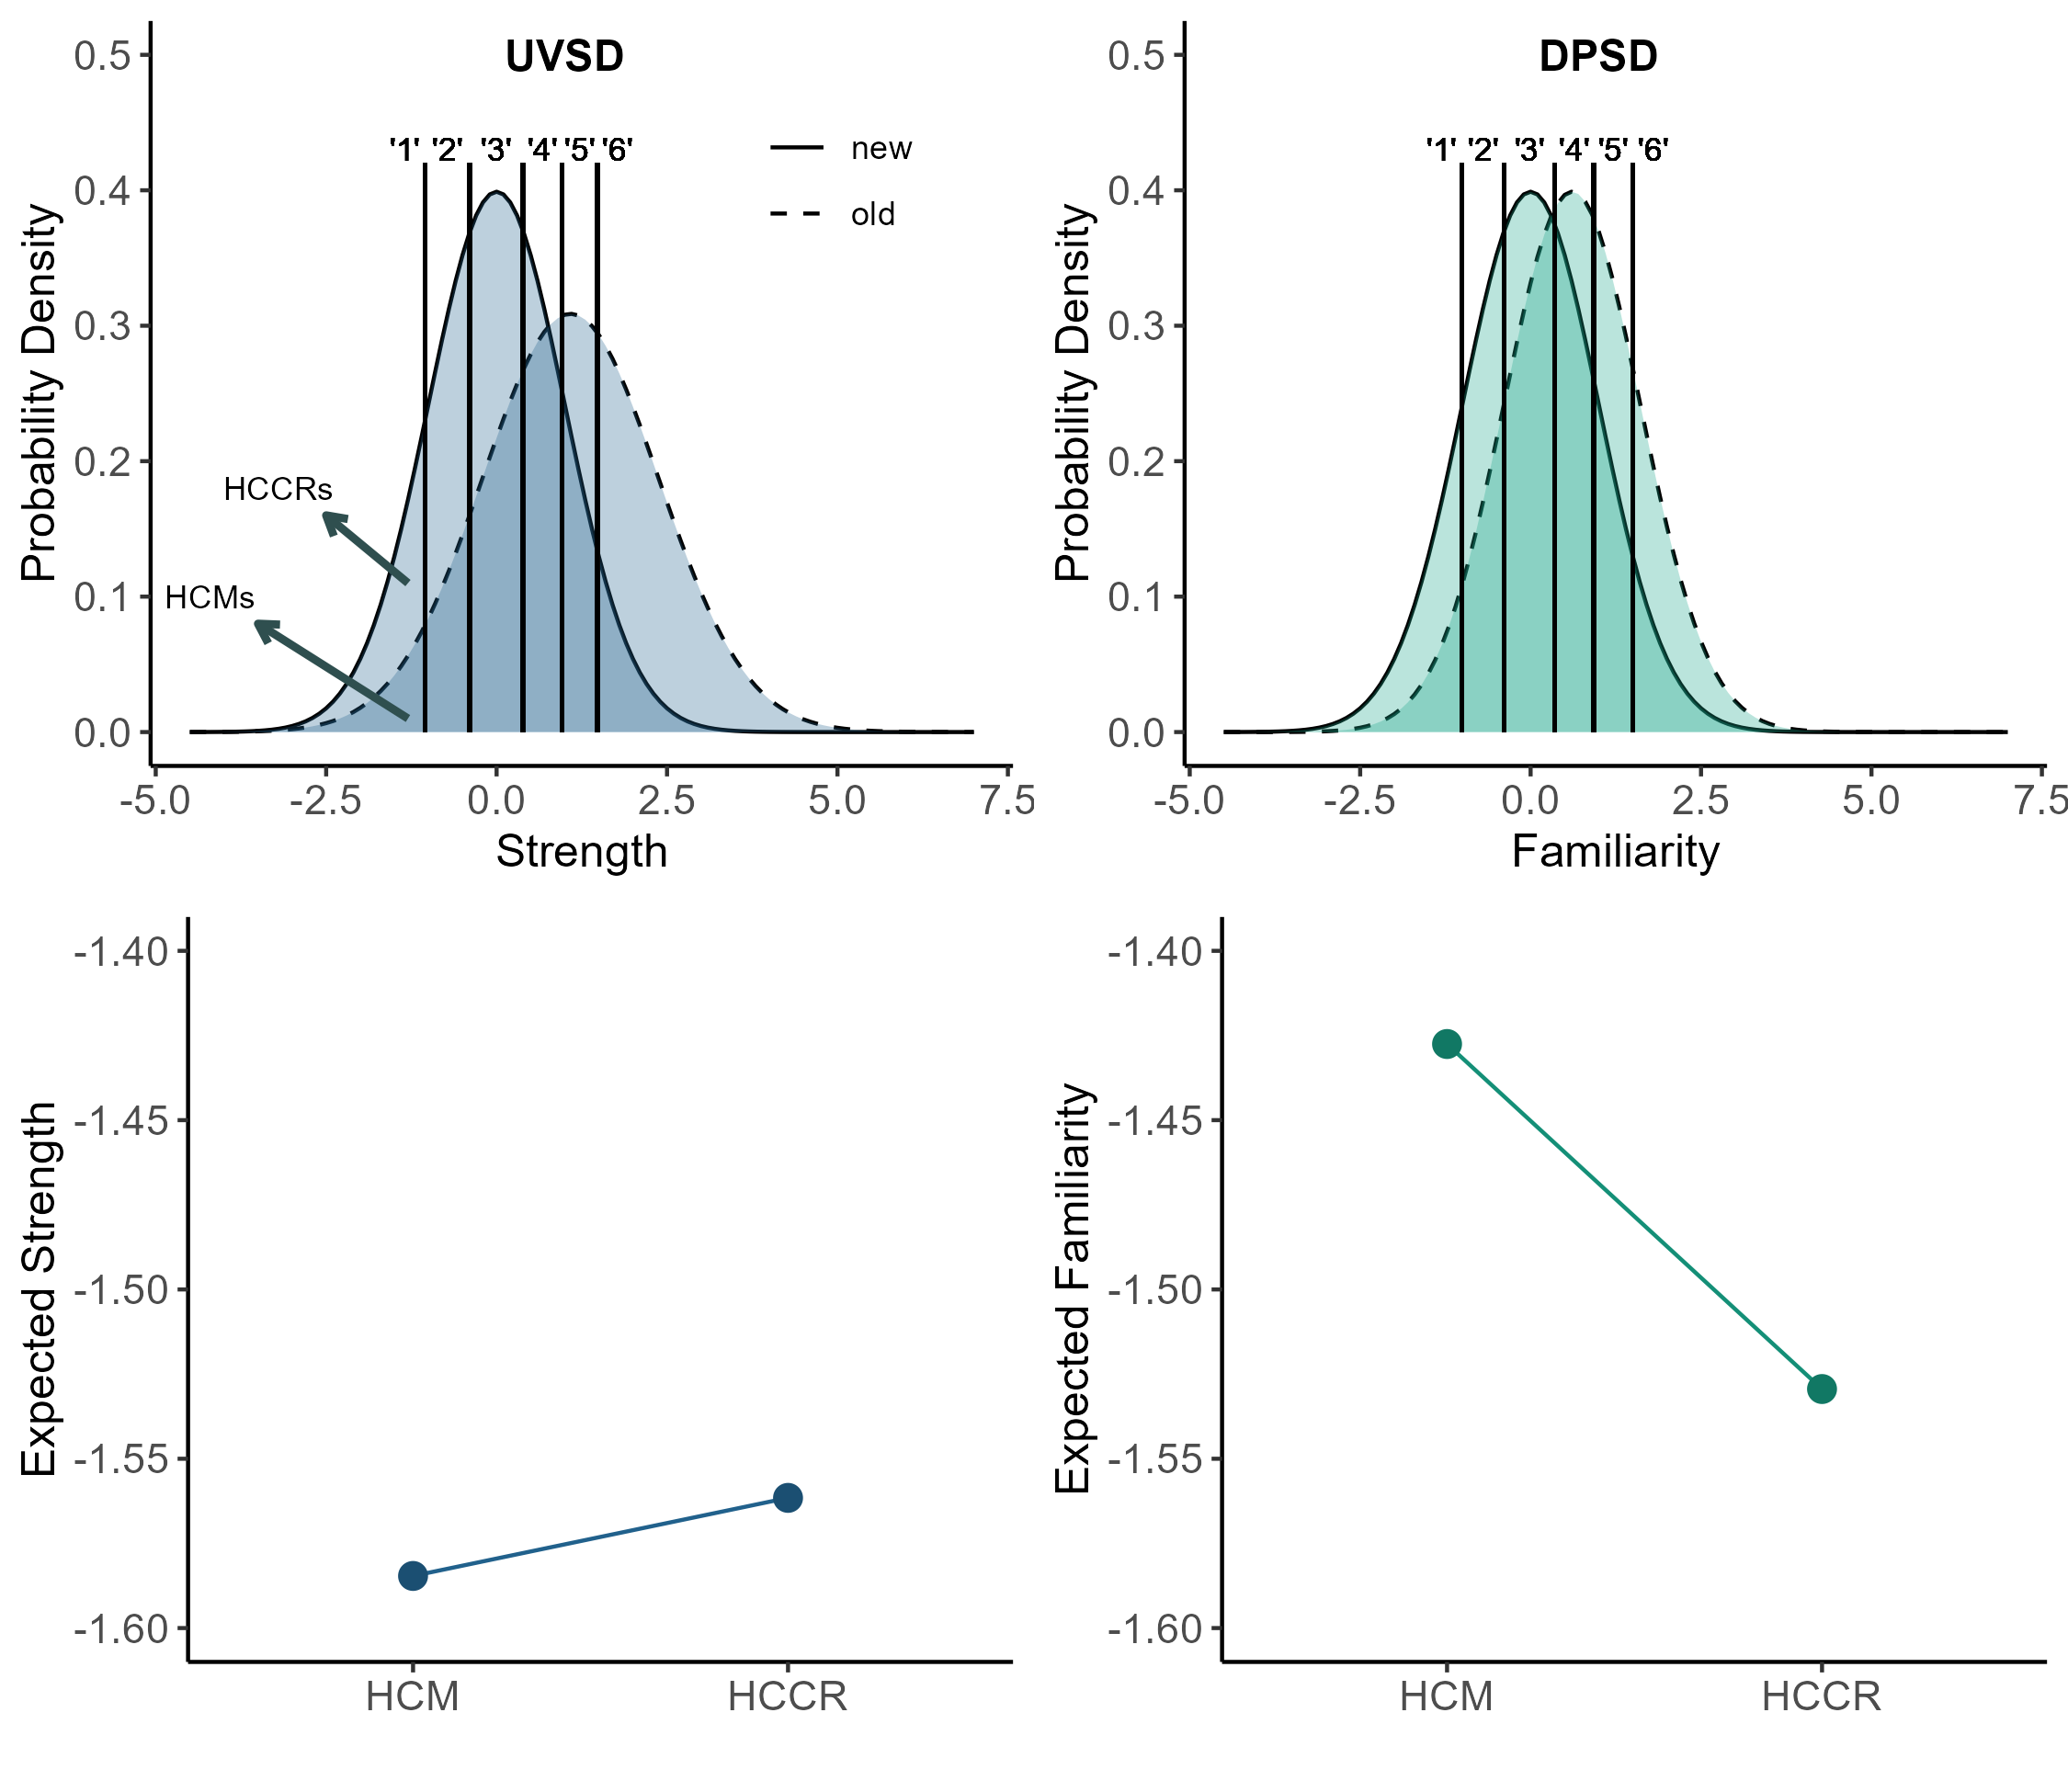 UVSD
0.5
0.4
0.3
0.2
0.1
0.0
Probability Density
'1' '2' '3' '4' '5' '6'
new
old
HCCRs
HCMs
-5.0 -2.5 0.0 2.5 5.0 7.5
Strength
DPSD
0.5
0.4
0.3
0.2
0.1
0.0
Probability Density
'1' '2' '3' '4' '5' '6'
-5.0 -2.5 0.0 2.5 5.0 7.5
Familiarity
-1.40
-1.45
-1.50
-1.55
-1.60
Expected Strength
HCM HCCR
-1.40
-1.45
-1.50
-1.55
-1.60
Expected Familiarity
HCM HCCR